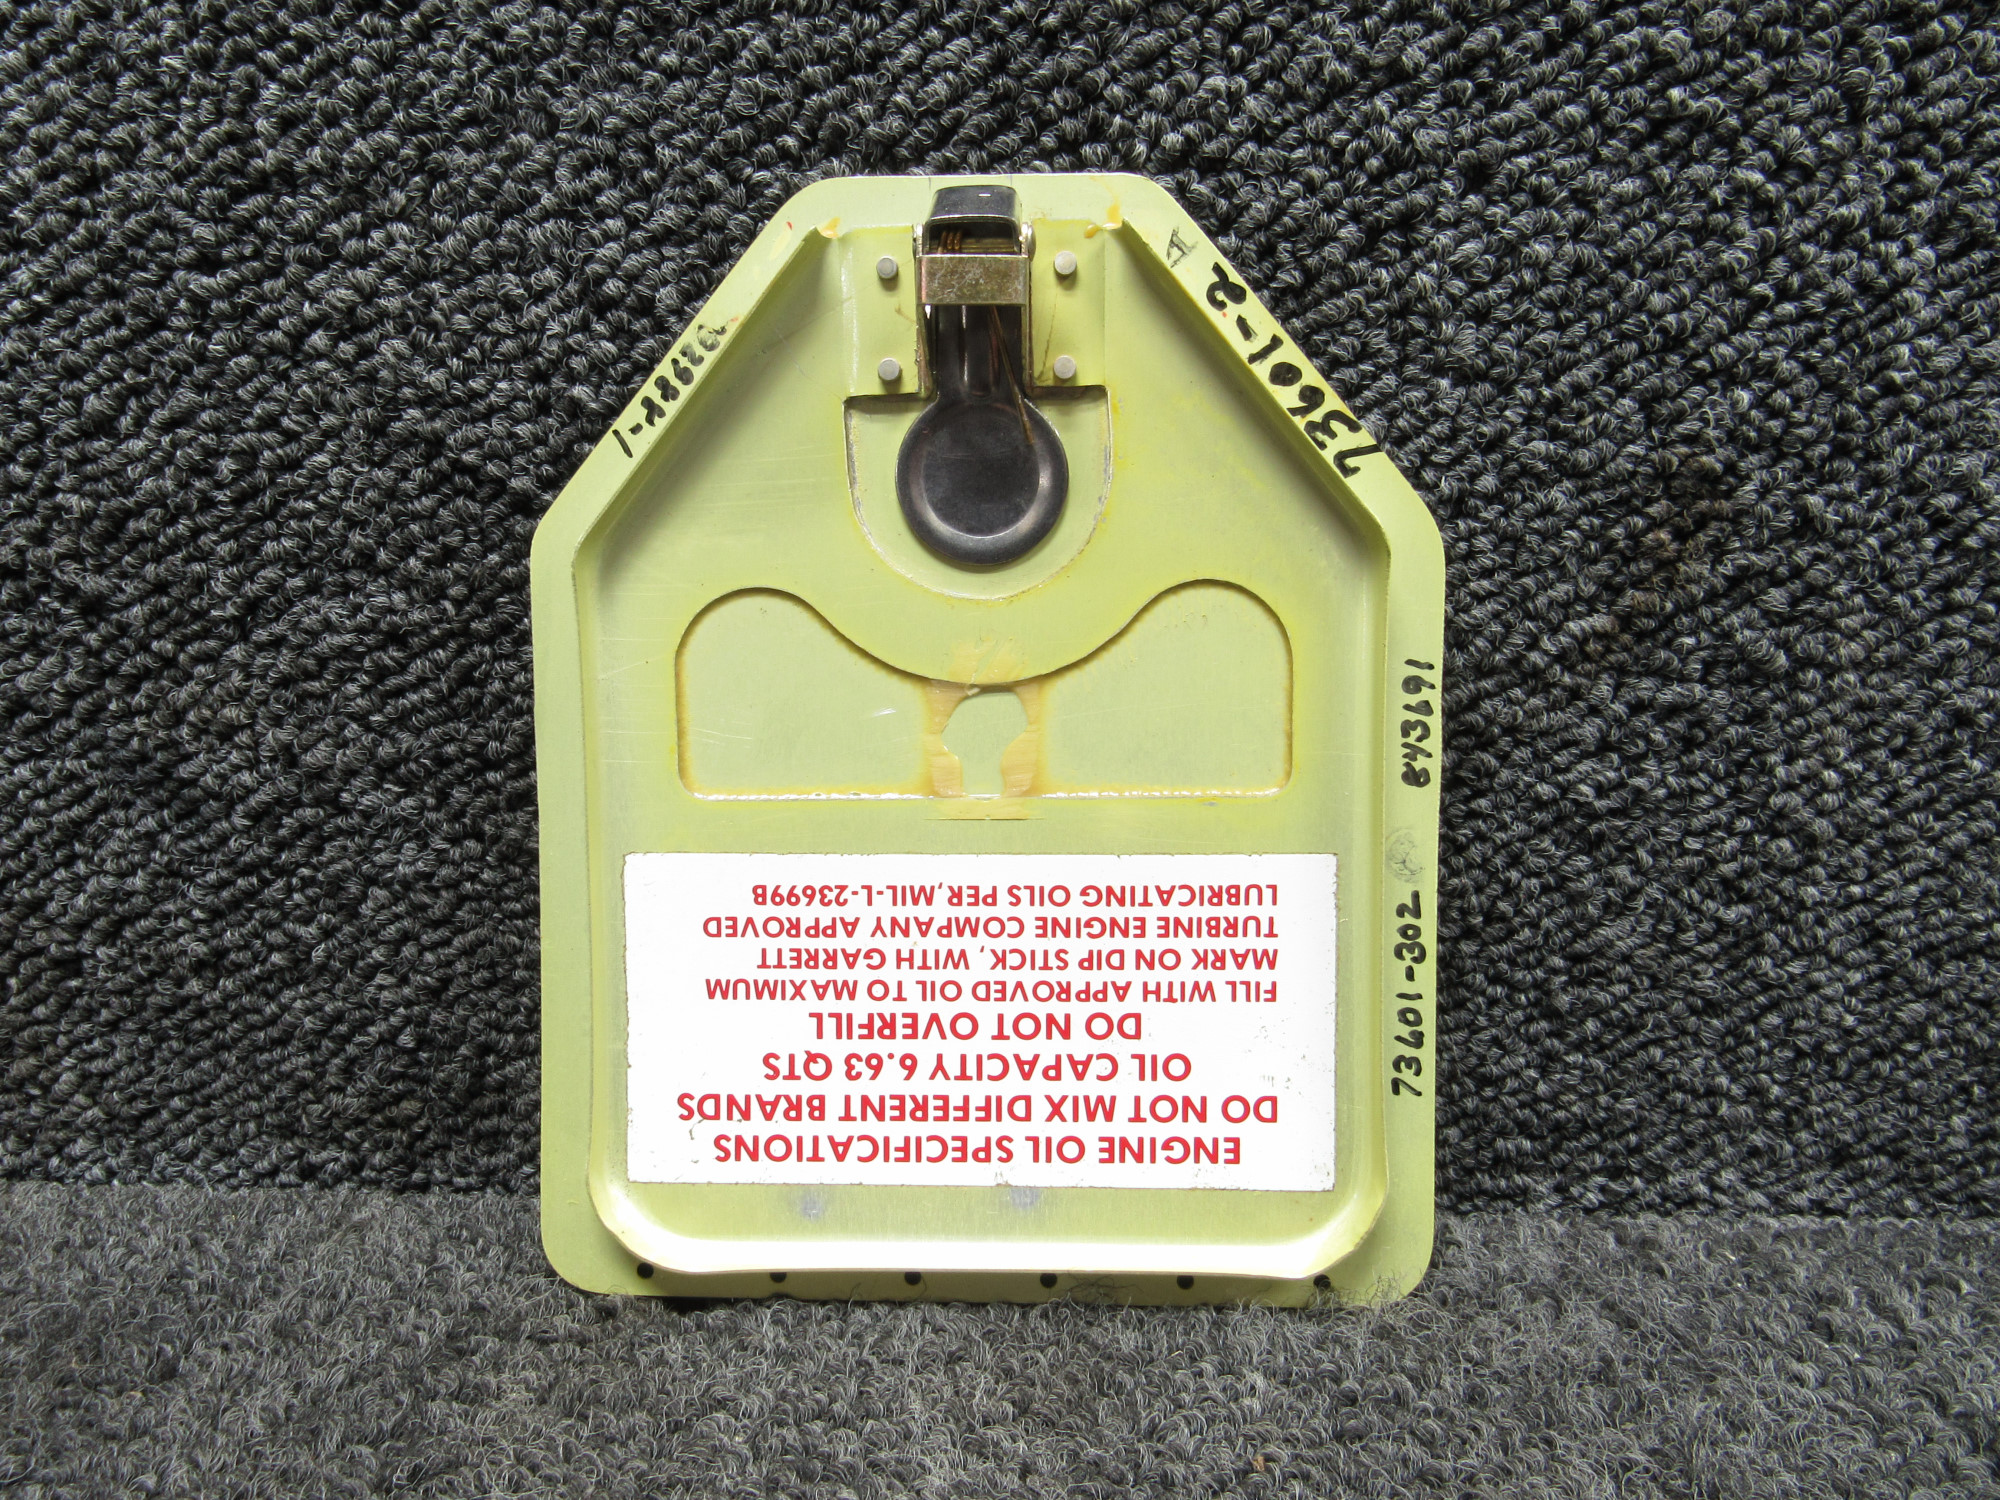 ENGINE OIL SPECIFICATIONS
DO NOT MIX DIFFERENT BRANDS
OIL CAPACITY 6.63 QTS
DO NOT OVERFILL
FILL WITH APPROVED OIL TO MAXIMUM
MARK ON DIP STICK, WITH GARRETT
TURBINE ENGINE COMPANY APPROVED
LUBRICATING OILS PER, MIL-L-23699B
73601-2
73601-302
8436191